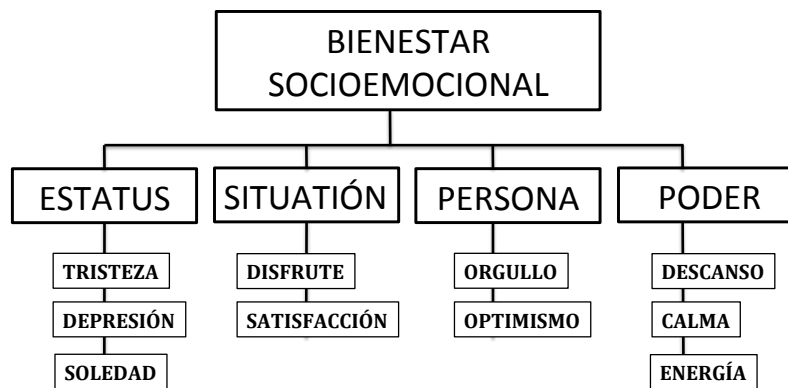 BIENESTAR
SOCIOEMOCIONAL
ESTATUS
SITUATIÓN
PERSONA
PODER
TRISTEZA
DISFRUTE
ORGULLO
DESCANSO
DEPRESIÓN
SATISFACCIÓN
OPTIMISMO
CALMA
SOLEDAD
ENERGÍA